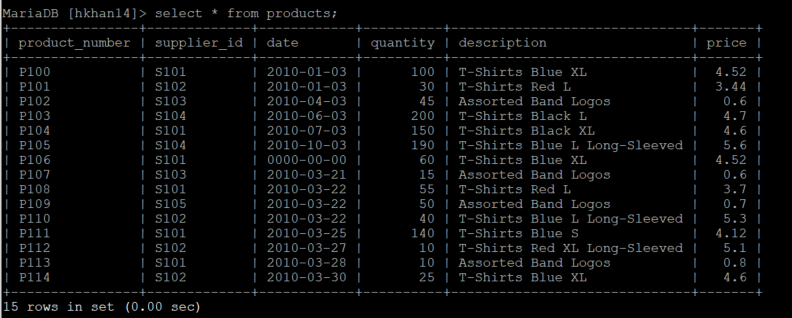 MariaDB [hkhan14]> select * from products;
+----------------+-------------+------------+----------+----------------------------+-------+
| product_number | supplier_id | date       | quantity | description                | price |
+----------------+-------------+------------+----------+----------------------------+-------+
| P100           | S101        | 2010-01-03 |      100 | T-Shirts Blue XL           |  4.52 |
| P101           | S102        | 2010-01-03 |       30 | T-Shirts Red L             |  3.44 |
| P102           | S103        | 2010-04-03 |       45 | Assorted Band Logos        |   0.6 |
| P103           | S104        | 2010-06-03 |      200 | T-Shirts Black L           |   4.7 |
| P104           | S101        | 2010-07-03 |      150 | T-Shirts Black XL          |   4.6 |
| P105           | S104        | 2010-10-03 |      190 | T-Shirts Blue L Long-Sleeved |   5.6 |
| P106           | S101        | 0000-00-00 |       60 | T-Shirts Blue XL           |  4.52 |
| P107           | S103        | 2010-03-21 |       15 | Assorted Band Logos        |   0.6 |
| P108           | S101        | 2010-03-22 |       55 | T-Shirts Red L             |   3.7 |
| P109           | S105        | 2010-03-22 |       50 | Assorted Band Logos        |   0.7 |
| P110           | S102        | 2010-03-22 |       40 | T-Shirts Blue L Long-Sleeved |   5.3 |
| P111           | S101        | 2010-03-25 |      140 | T-Shirts Blue S            |  4.12 |
| P112           | S102        | 2010-03-27 |       10 | T-Shirts Red XL Long-Sleeved |   5.1 |
| P113           | S101        | 2010-03-28 |       10 | Assorted Band Logos        |   0.8 |
| P114           | S102        | 2010-03-30 |       25 | T-Shirts Blue XL           |   4.6 |
+----------------+-------------+------------+----------+----------------------------+-------+
15 rows in set (0.00 sec)